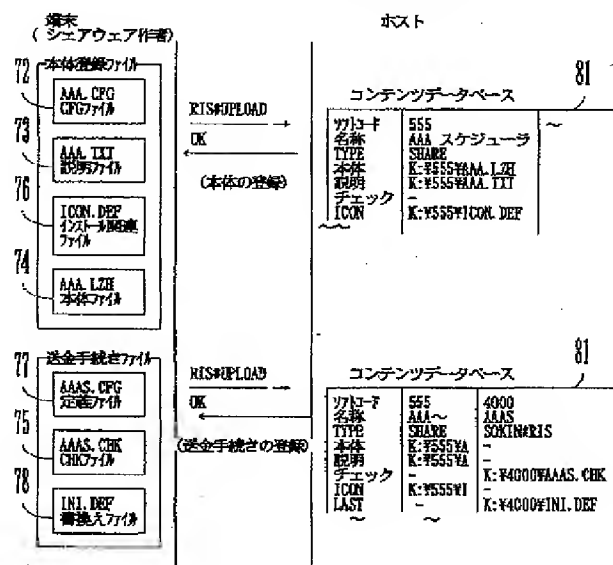 端末
( シェアウェア作者)
ホスト
72
本体登録ファイル
AAA. CFG
CFGファイル
73
AAA. TXT
説明ファイル
76
ICON. DEF
インストール時処理
ファイル
74
AAA. LZH
本体ファイル
RIS#UPLOAD
OK
(本体の登録)
81
コンテンツデータベース
ソフトコード 555 ~
名称 AAA スケジューラ
TYPE SHARE
本体 K:¥555¥AAA. LZH
説明 K:¥555¥AAA. TXT
チェック -
ICON K:¥555¥ICON. DEF
77
送金手続きファイル
AAAS. CFG
定義ファイル
75
AAAS. CHK
CHKファイル
78
INI. DEF
書換えファイル
RIS#UPLOAD
OK
(送金手続きの登録)
81
コンテンツデータベース
ソフトコード 555 4000
名称 AAA~ AAAS
TYPE SHARE SOKIN#RIS
本体 K:¥555¥A -
説明 K:¥555¥A -
チェック - K:¥4000¥AAAS. CHK
ICON K:¥555¥I -
LAST - K:¥4000¥INI. DEF
~ ~